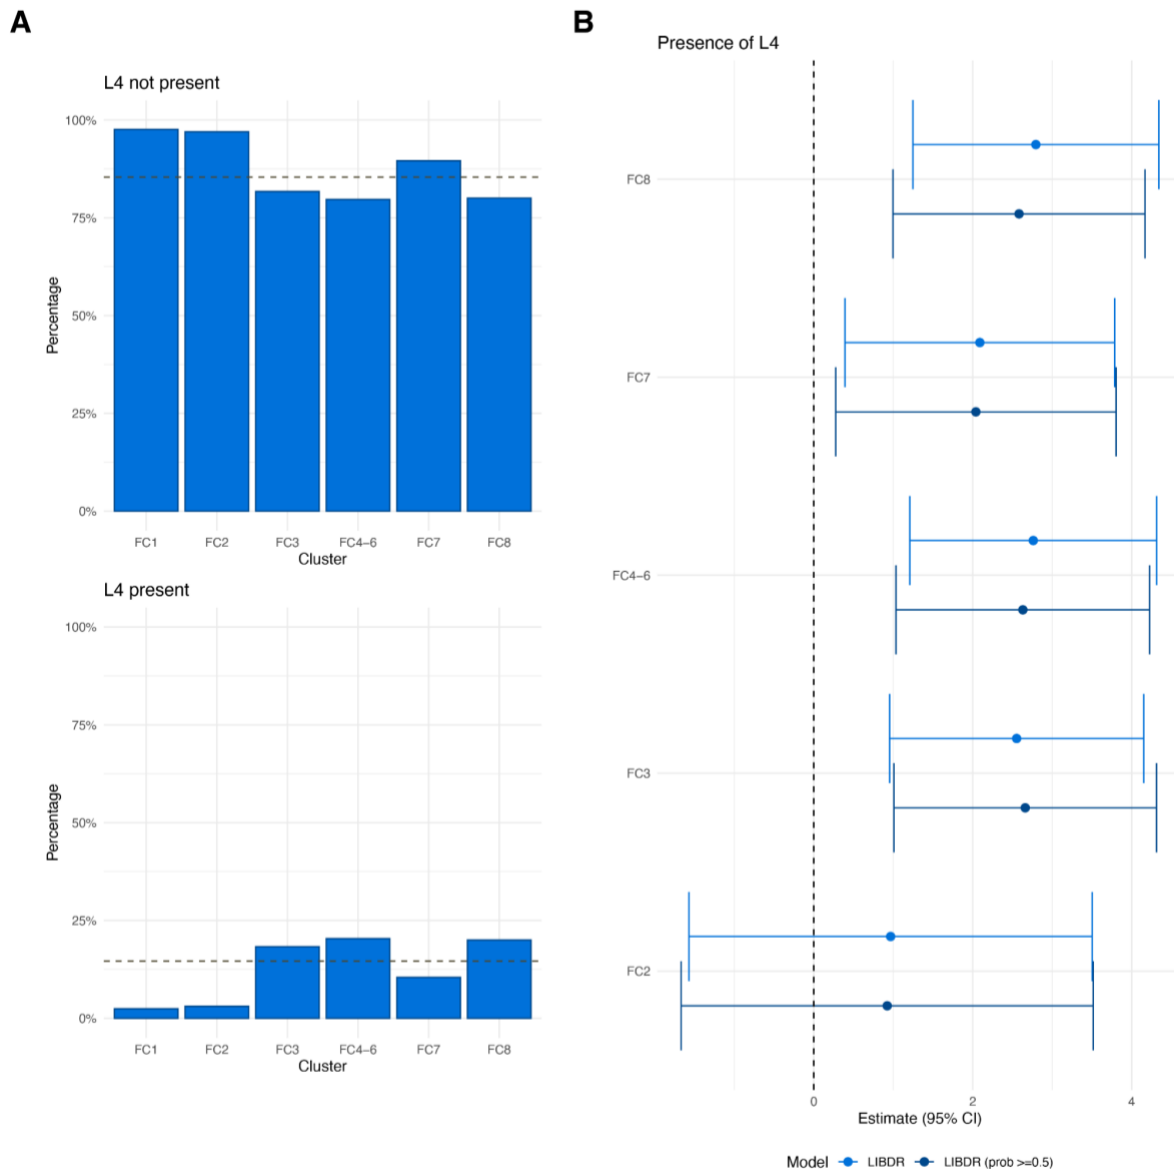 A
L4 not present
100%
75%
50%
25%
0%
Percentage
FC1 FC2 FC3 FC4–6 FC7 FC8
Cluster
L4 present
100%
75%
50%
25%
0%
Percentage
FC1 FC2 FC3 FC4–6 FC7 FC8
Cluster
B
Presence of L4
FC8
FC7
FC4–6
FC3
FC2
0 2 4
Estimate (95% CI)
Model LIBDR LIBDR (prob >=0.5)